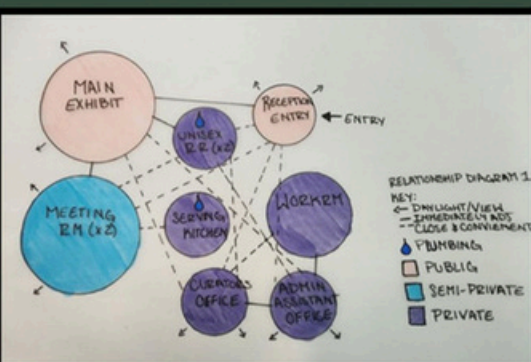 MAIN
EXHIBIT
RECEPTION
ENTRY
ENTRY
UNISEX
RR (x2)
MEETING
RM (x2)
SERVING
KITCHEN
WORKRM
CURATORS
OFFICE
ADMIN
ASSISTANT
OFFICE
RELATIONSHIP DIAGRAM 1
KEY:
DAYLIGHT/VIEW
IMMEDIATELY ADJ
CLOSE & CONVENIENT
PLUMBING
PUBLIC
SEMI-PRIVATE
PRIVATE